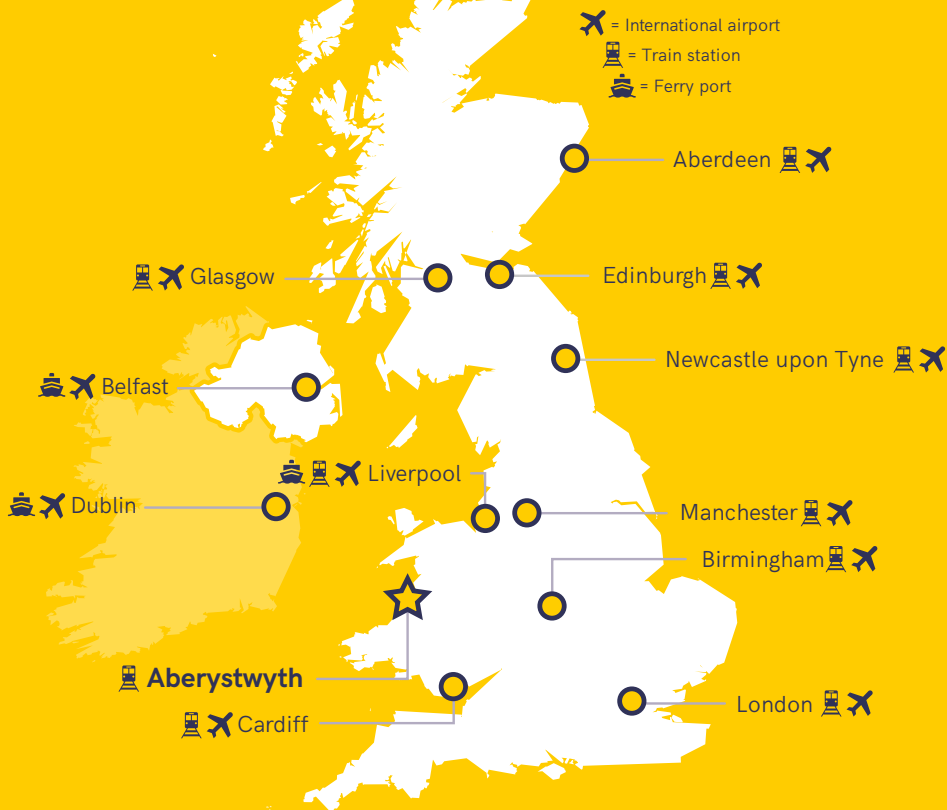 = International airport
= Train station
= Ferry port
Aberdeen
Glasgow
Edinburgh
Newcastle upon Tyne
Belfast
Liverpool
Dublin
Manchester
Birmingham
Aberystwyth
London
Cardiff